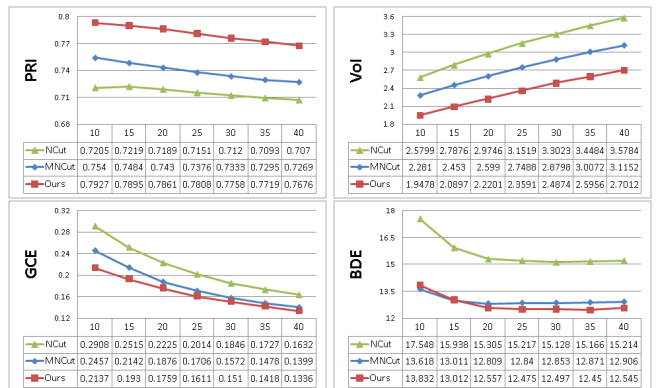 PRI
0.8
0.77
0.74
0.71
0.68
10 15 20 25 30 35 40
NCut 0.7205 0.7219 0.7189 0.7151 0.712 0.7093 0.707
MNCut 0.754 0.7484 0.743 0.7376 0.7333 0.7295 0.7269
Ours 0.7927 0.7895 0.7861 0.7808 0.7758 0.7719 0.7676
VoI
3.6
3.3
3
2.7
2.4
2.1
1.8
10 15 20 25 30 35 40
NCut 2.5799 2.7876 2.9746 3.1519 3.3023 3.4484 3.5784
MNCut 2.281 2.453 2.599 2.7488 2.8798 3.0072 3.1152
Ours 1.9478 2.0897 2.2201 2.3591 2.4874 2.5956 2.7012
GCE
0.32
0.28
0.24
0.2
0.16
0.12
10 15 20 25 30 35 40
NCut 0.2908 0.2515 0.2225 0.2014 0.1846 0.1727 0.1632
MNCut 0.2457 0.2142 0.1876 0.1706 0.1572 0.1478 0.1399
Ours 0.2137 0.193 0.1759 0.1611 0.151 0.1418 0.1336
BDE
18
16.5
15
13.5
12
10 15 20 25 30 35 40
NCut 17.548 15.938 15.305 15.217 15.128 15.166 15.214
MNCut 13.618 13.011 12.809 12.84 12.853 12.871 12.906
Ours 13.832 13.012 12.557 12.475 12.497 12.45 12.545